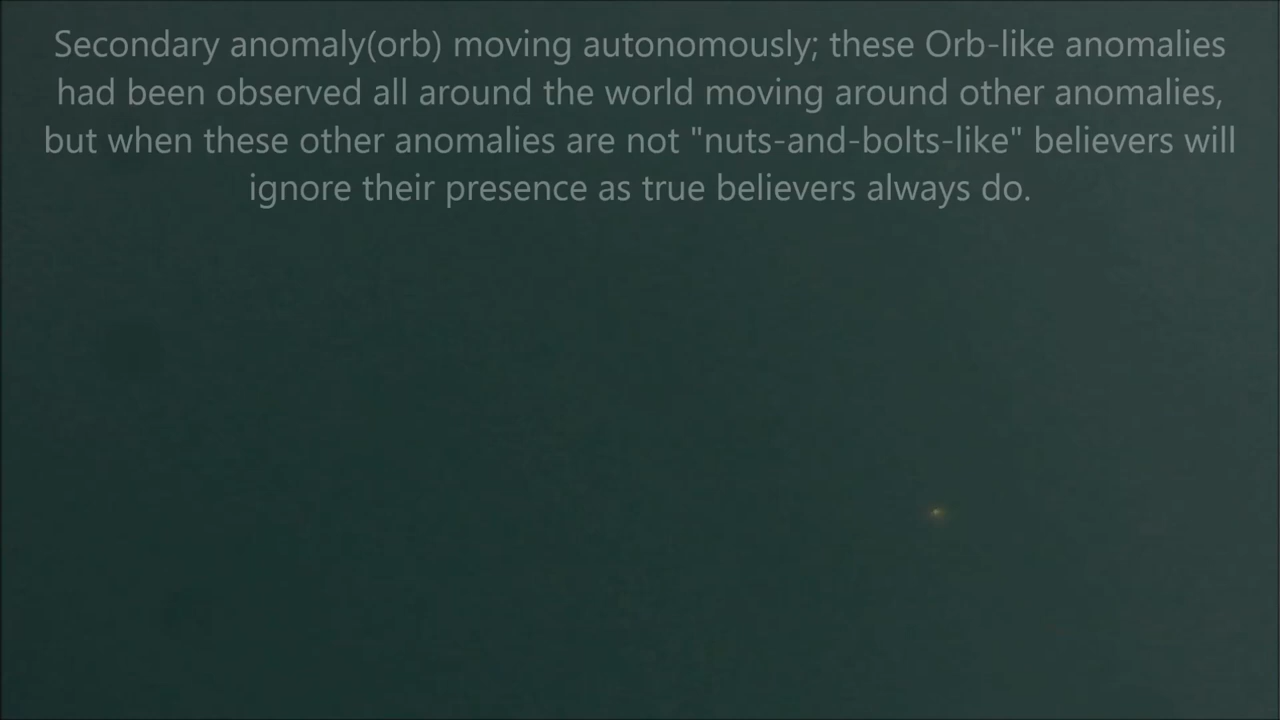 Secondary anomaly(orb) moving autonomously; these Orb-like anomalies
had been observed all around the world moving around other anomalies,
but when these other anomalies are not "nuts-and-bolts-like" believers will
ignore their presence as true believers always do.